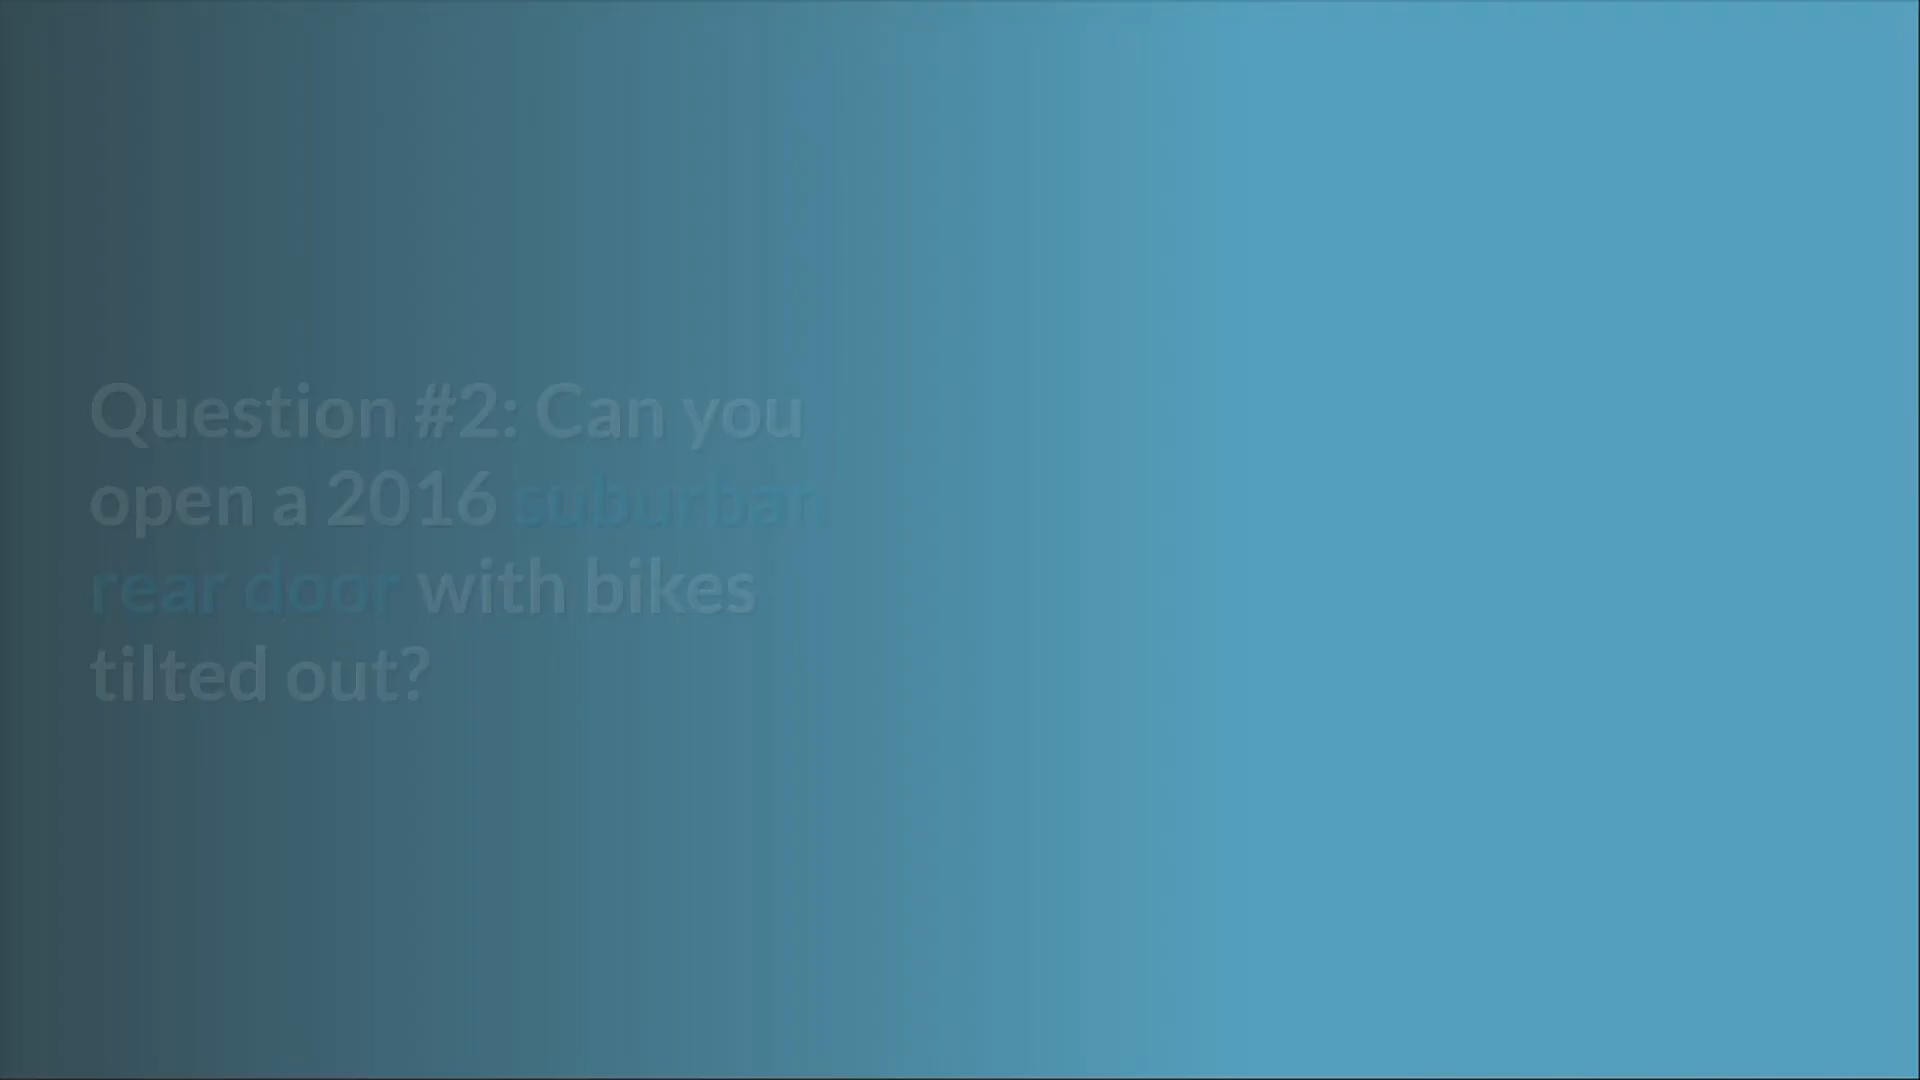 Question #2: Can you
open a 2016 suburban
rear door with bikes
tilted out?